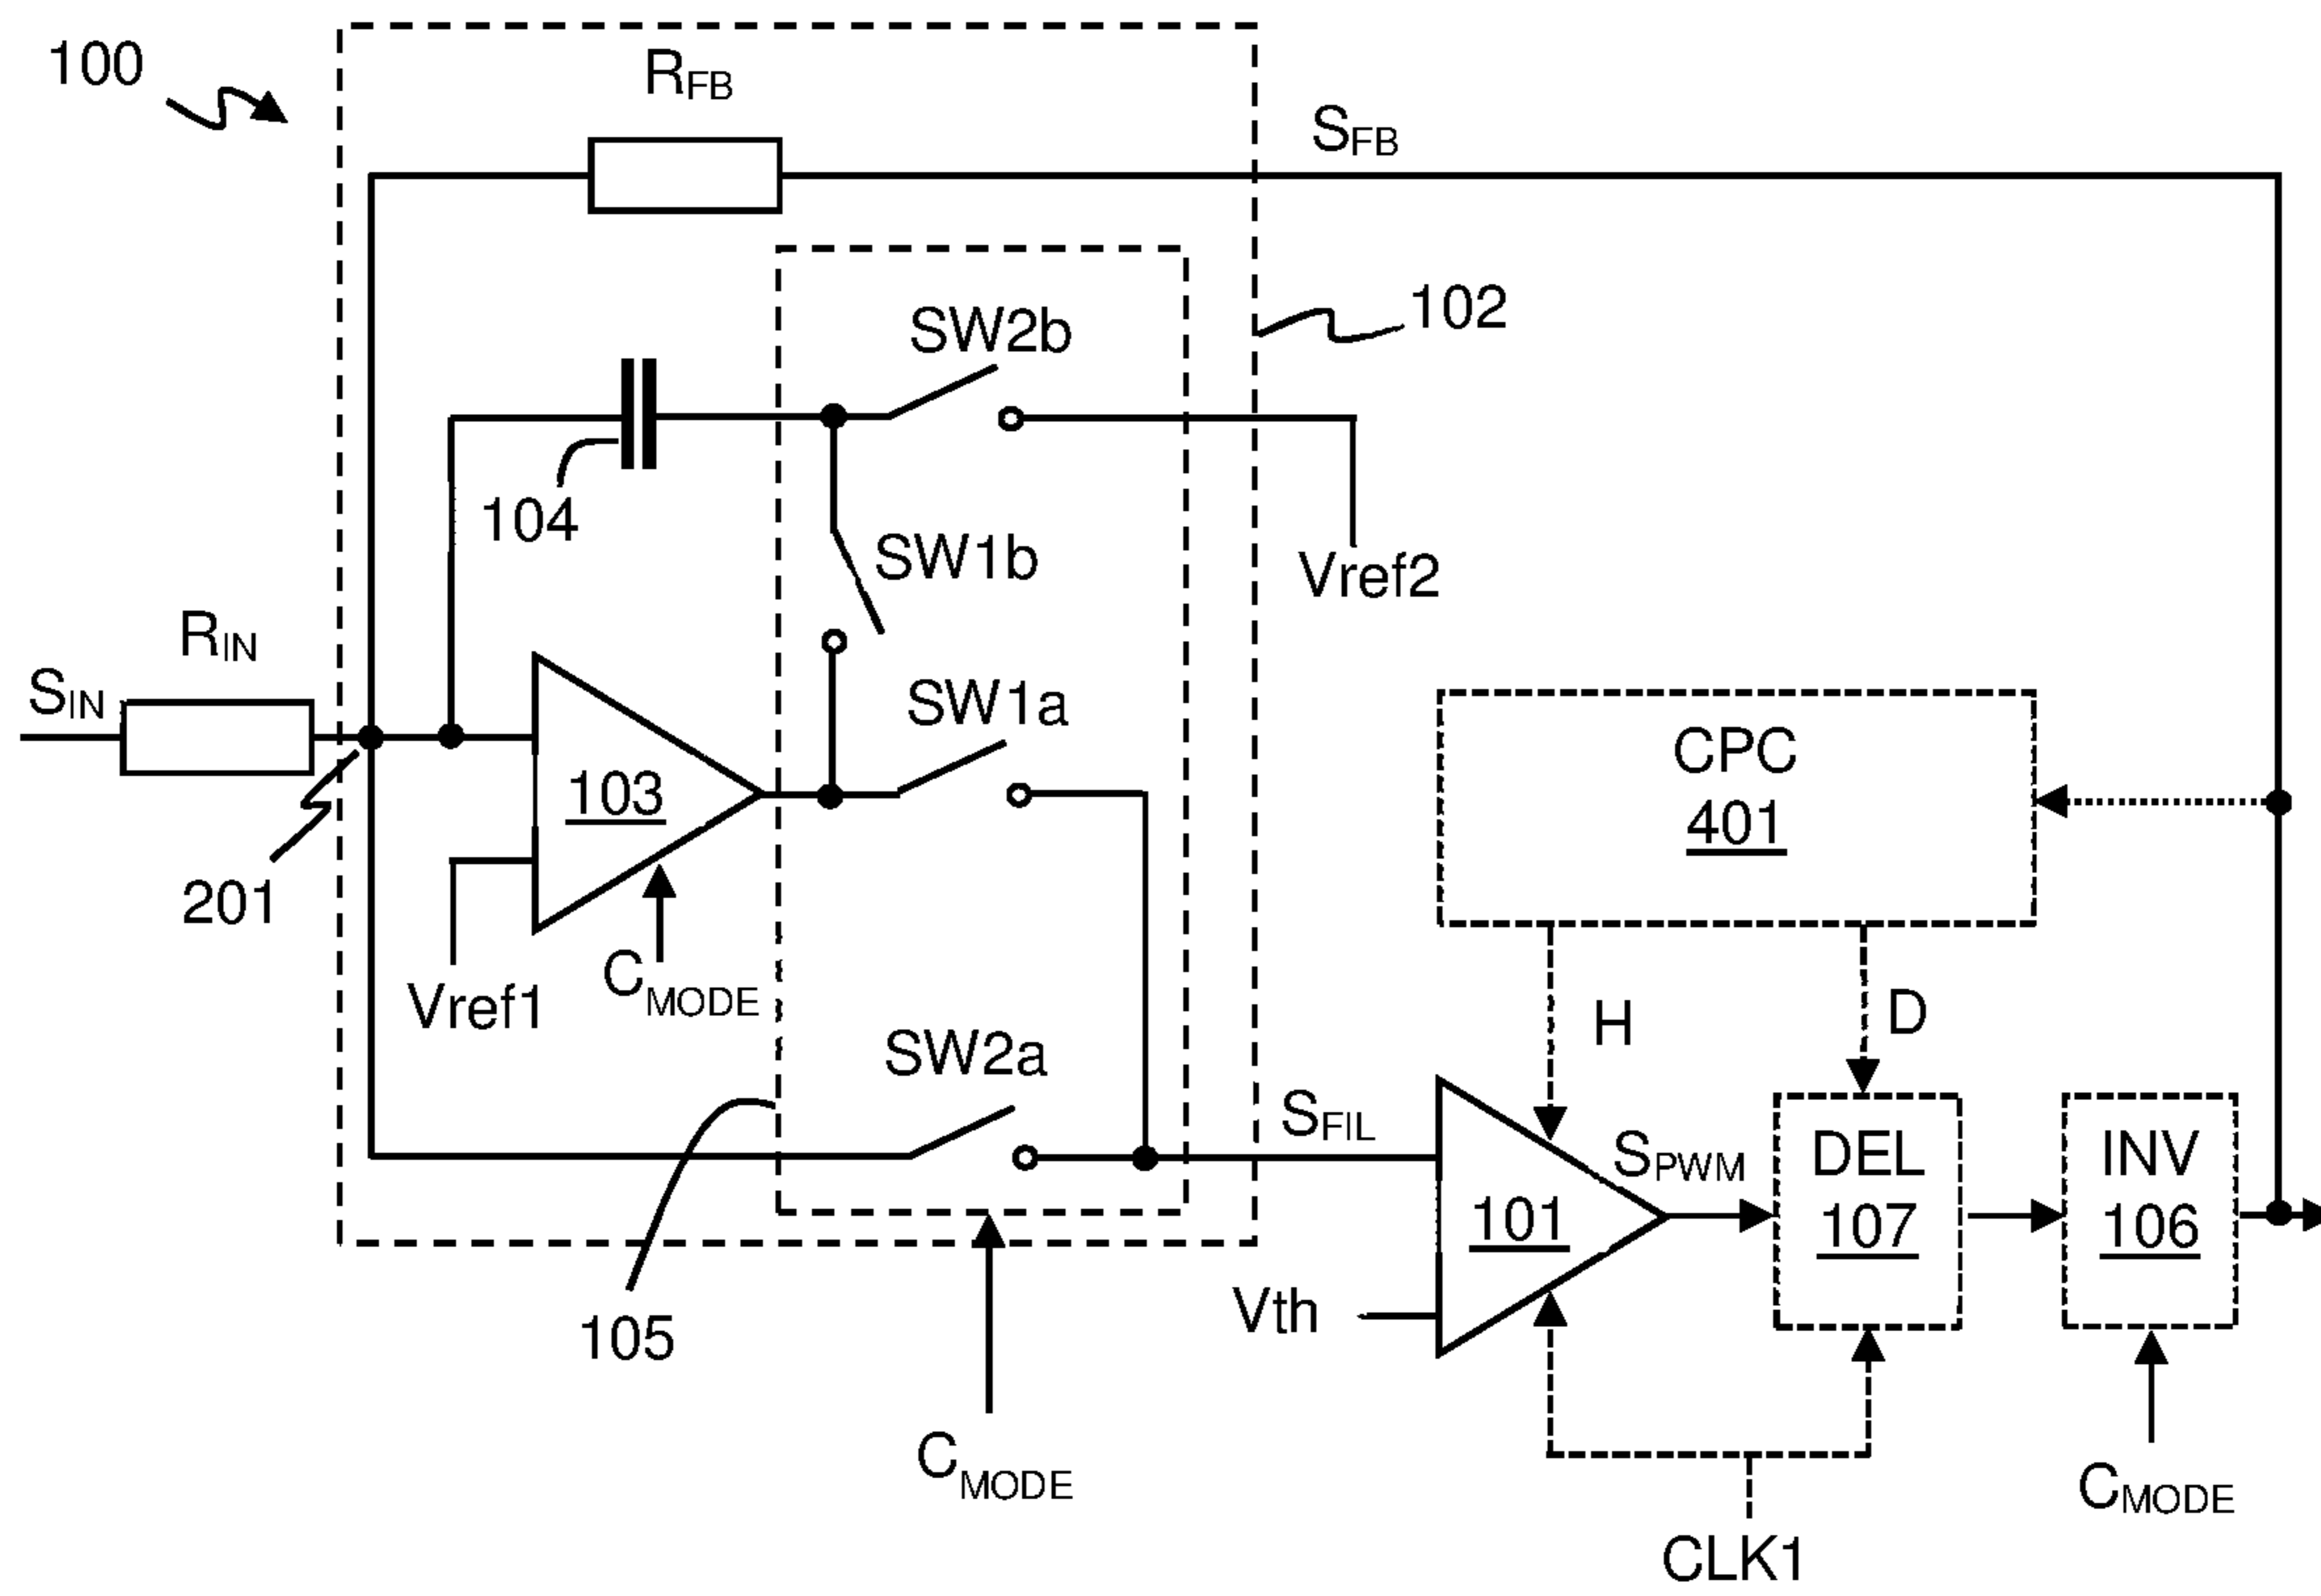 100
RFB
SFB
SW2b
102
104
SW1b
Vref2
RIN
SIN
SW1a
103
CPC
401
201
CMODE
Vref1
H
D
SW2a
SFIL
SPWM
DEL
107
INV
106
101
Vth
105
CMODE
CMODE
CLK1